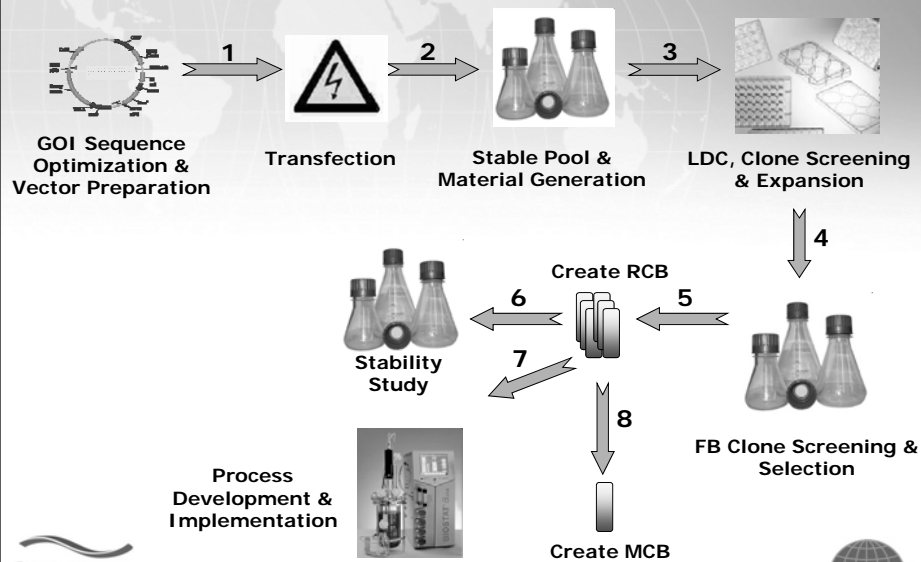 1
2
3
GOI Sequence
Optimization &
Vector Preparation
Transfection
Stable Pool &
Material Generation
LDC, Clone Screening
& Expansion
4
Create RCB
5
6
Stability
Study
7
8
FB Clone Screening &
Selection
Process
Development &
Implementation
Create MCB